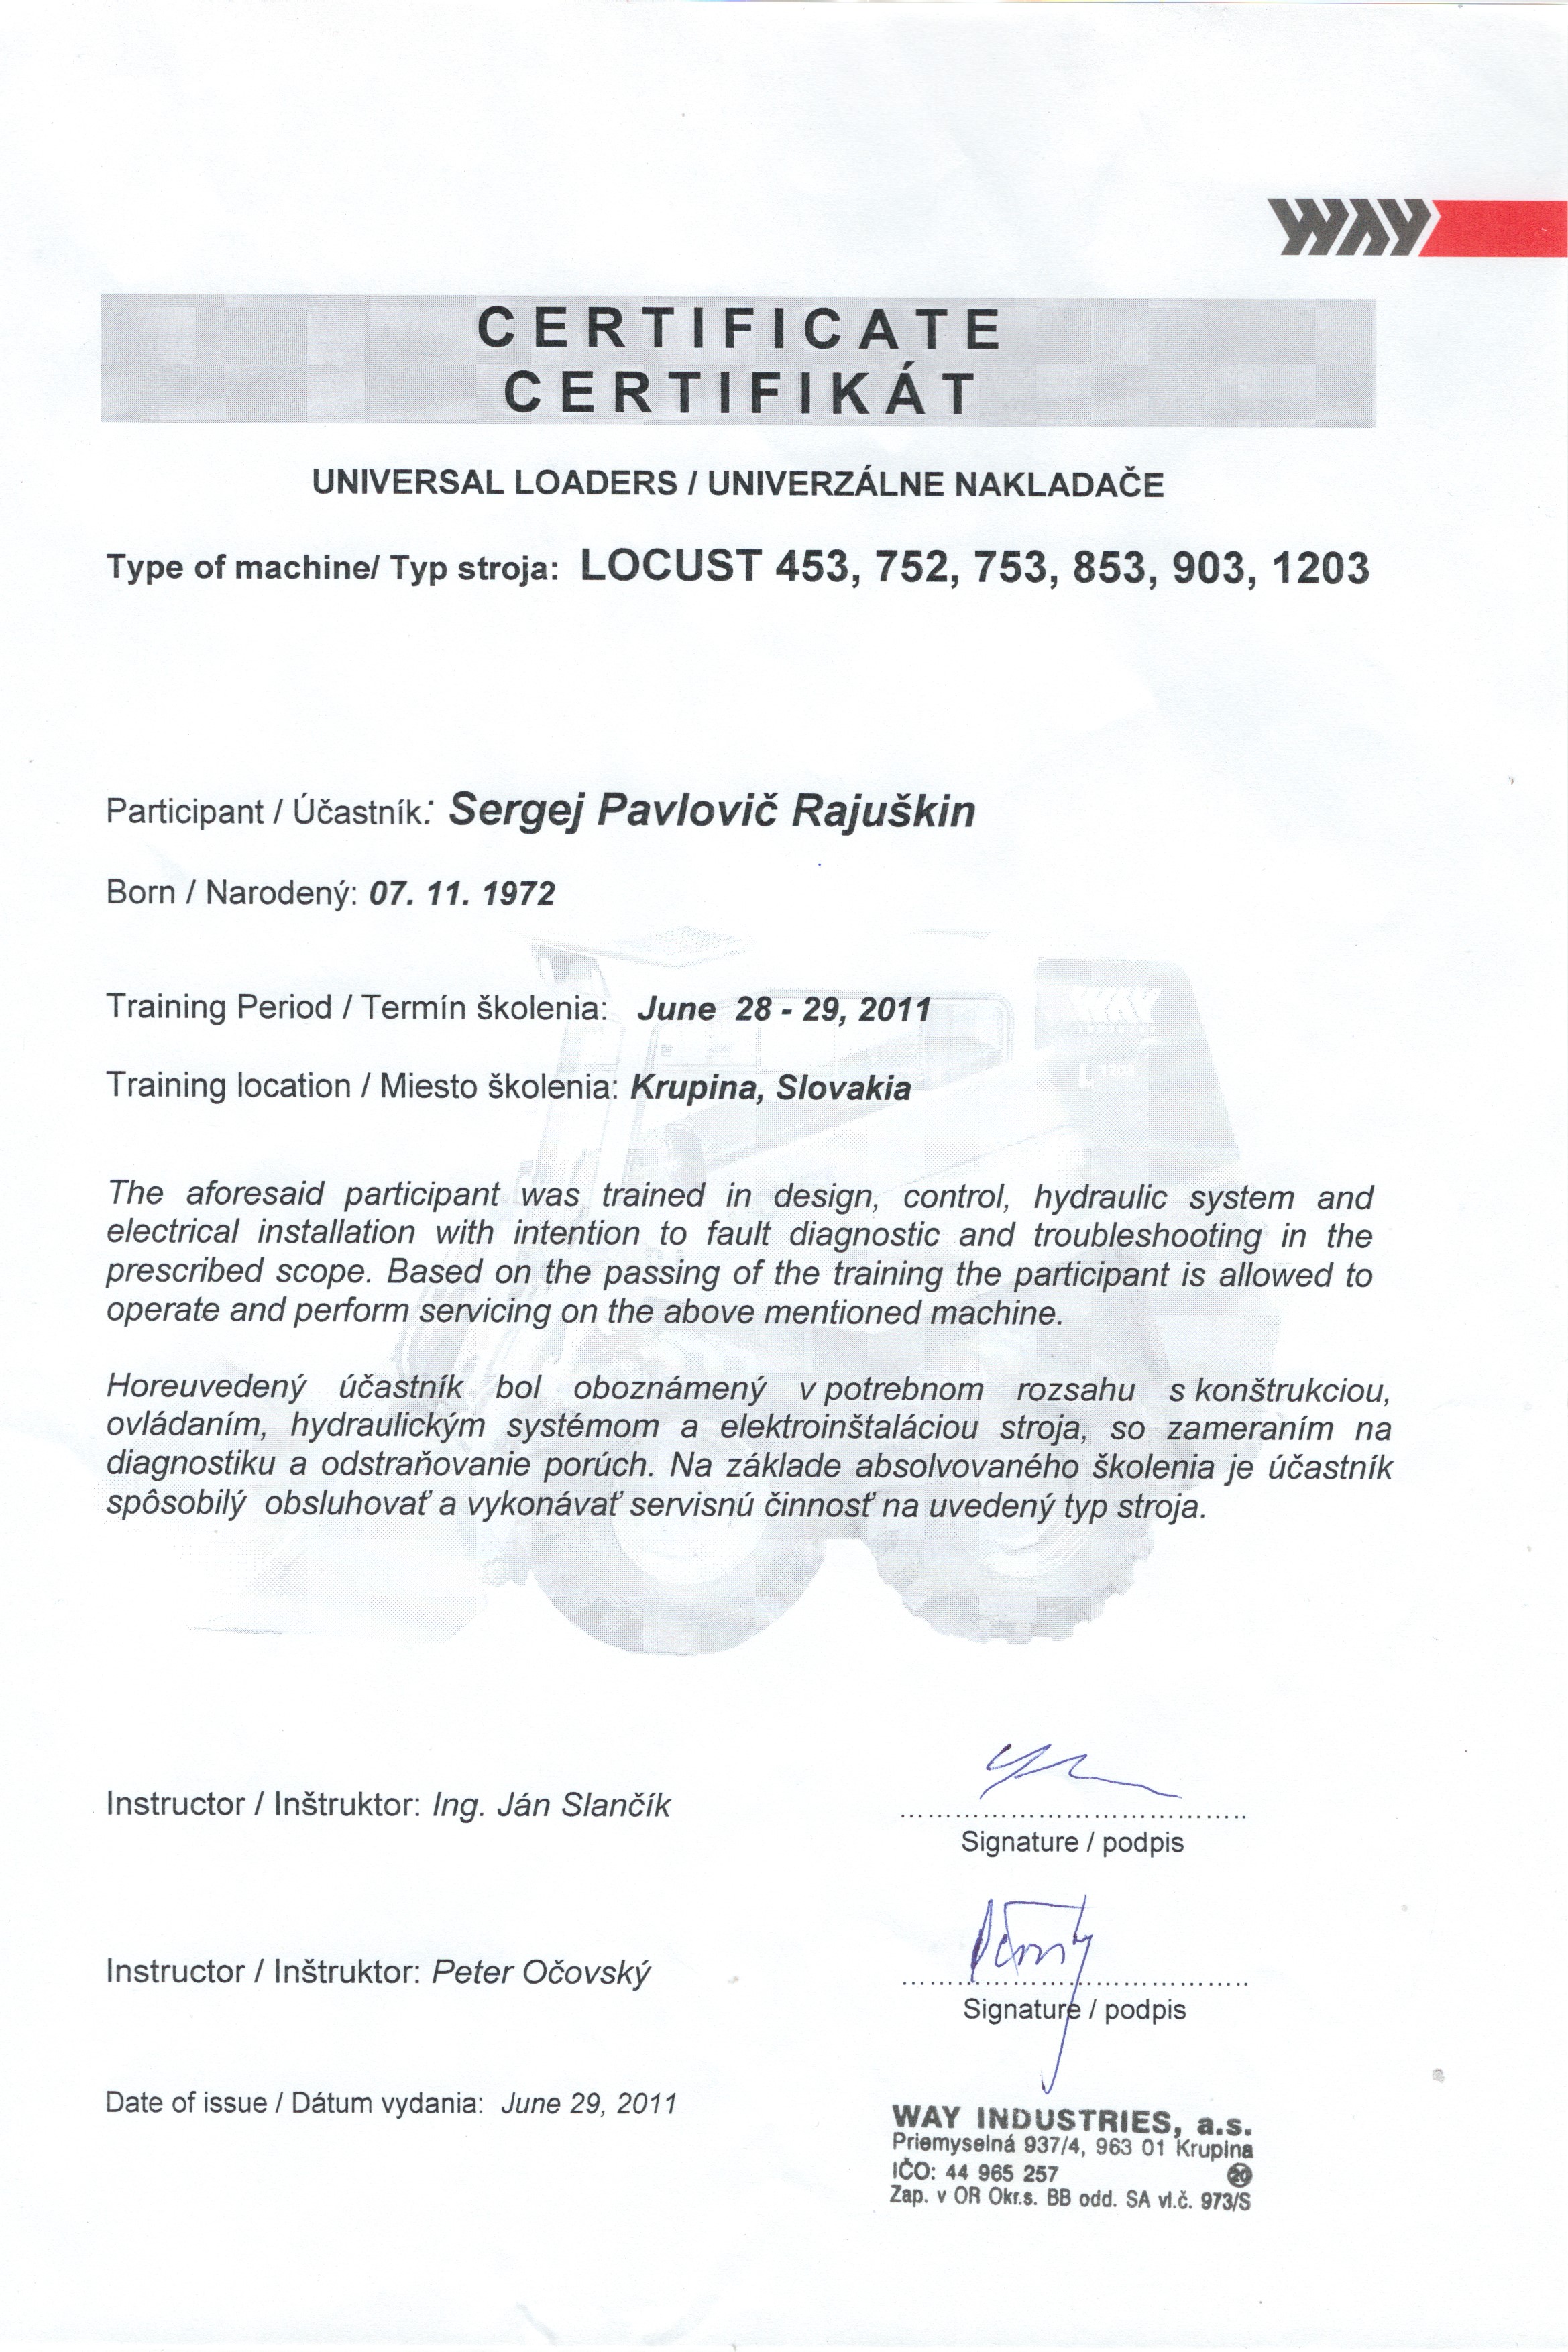 WAY
CERTIFICATE
CERTIFIKÁT
UNIVERSAL LOADERS / UNIVERZÁLNE NAKLADAČE
Type of machine/ Typ stroja: LOCUST 453, 752, 753, 853, 903, 1203
Participant / Účastník: Sergej Pavlovič Rajuškin
Born / Narodený: 07. 11. 1972
WAY
Training Period / Termín školenia: June 28 - 29, 2011
L 1203
Training location / Miesto školenia: Krupina, Slovakia
The aforesaid participant was trained in design, control, hydraulic system and
electrical installation with intention to fault diagnostic and troubleshooting in the
prescribed scope. Based on the passing of the training the participant is allowed to
operate and perform servicing on the above mentioned machine.
Horeuvedený účastník bol oboznámený v potrebnom rozsahu s konštrukciou,
ovládaním, hydraulickým systémom a elektroinštaláciou stroja, so zameraním na
diagnostiku a odstraňovanie porúch. Na základe absolvovaného školenia je účastník
spôsobilý obsluhovať a vykonávať servisnú činnosť na uvedený typ stroja.
Instructor / Inštruktor: Ing. Ján Slančík
Signature / podpis
Instructor / Inštruktor: Peter Očovský
Signature / podpis
Date of issue / Dátum vydania: June 29, 2011
WAY INDUSTRIES, a.s.
Priemyselná 937/4, 963 01 Krupina
IČO: 44 965 257 20
Zap. v OR Okr.s. BB odd. SA vl.č. 973/S